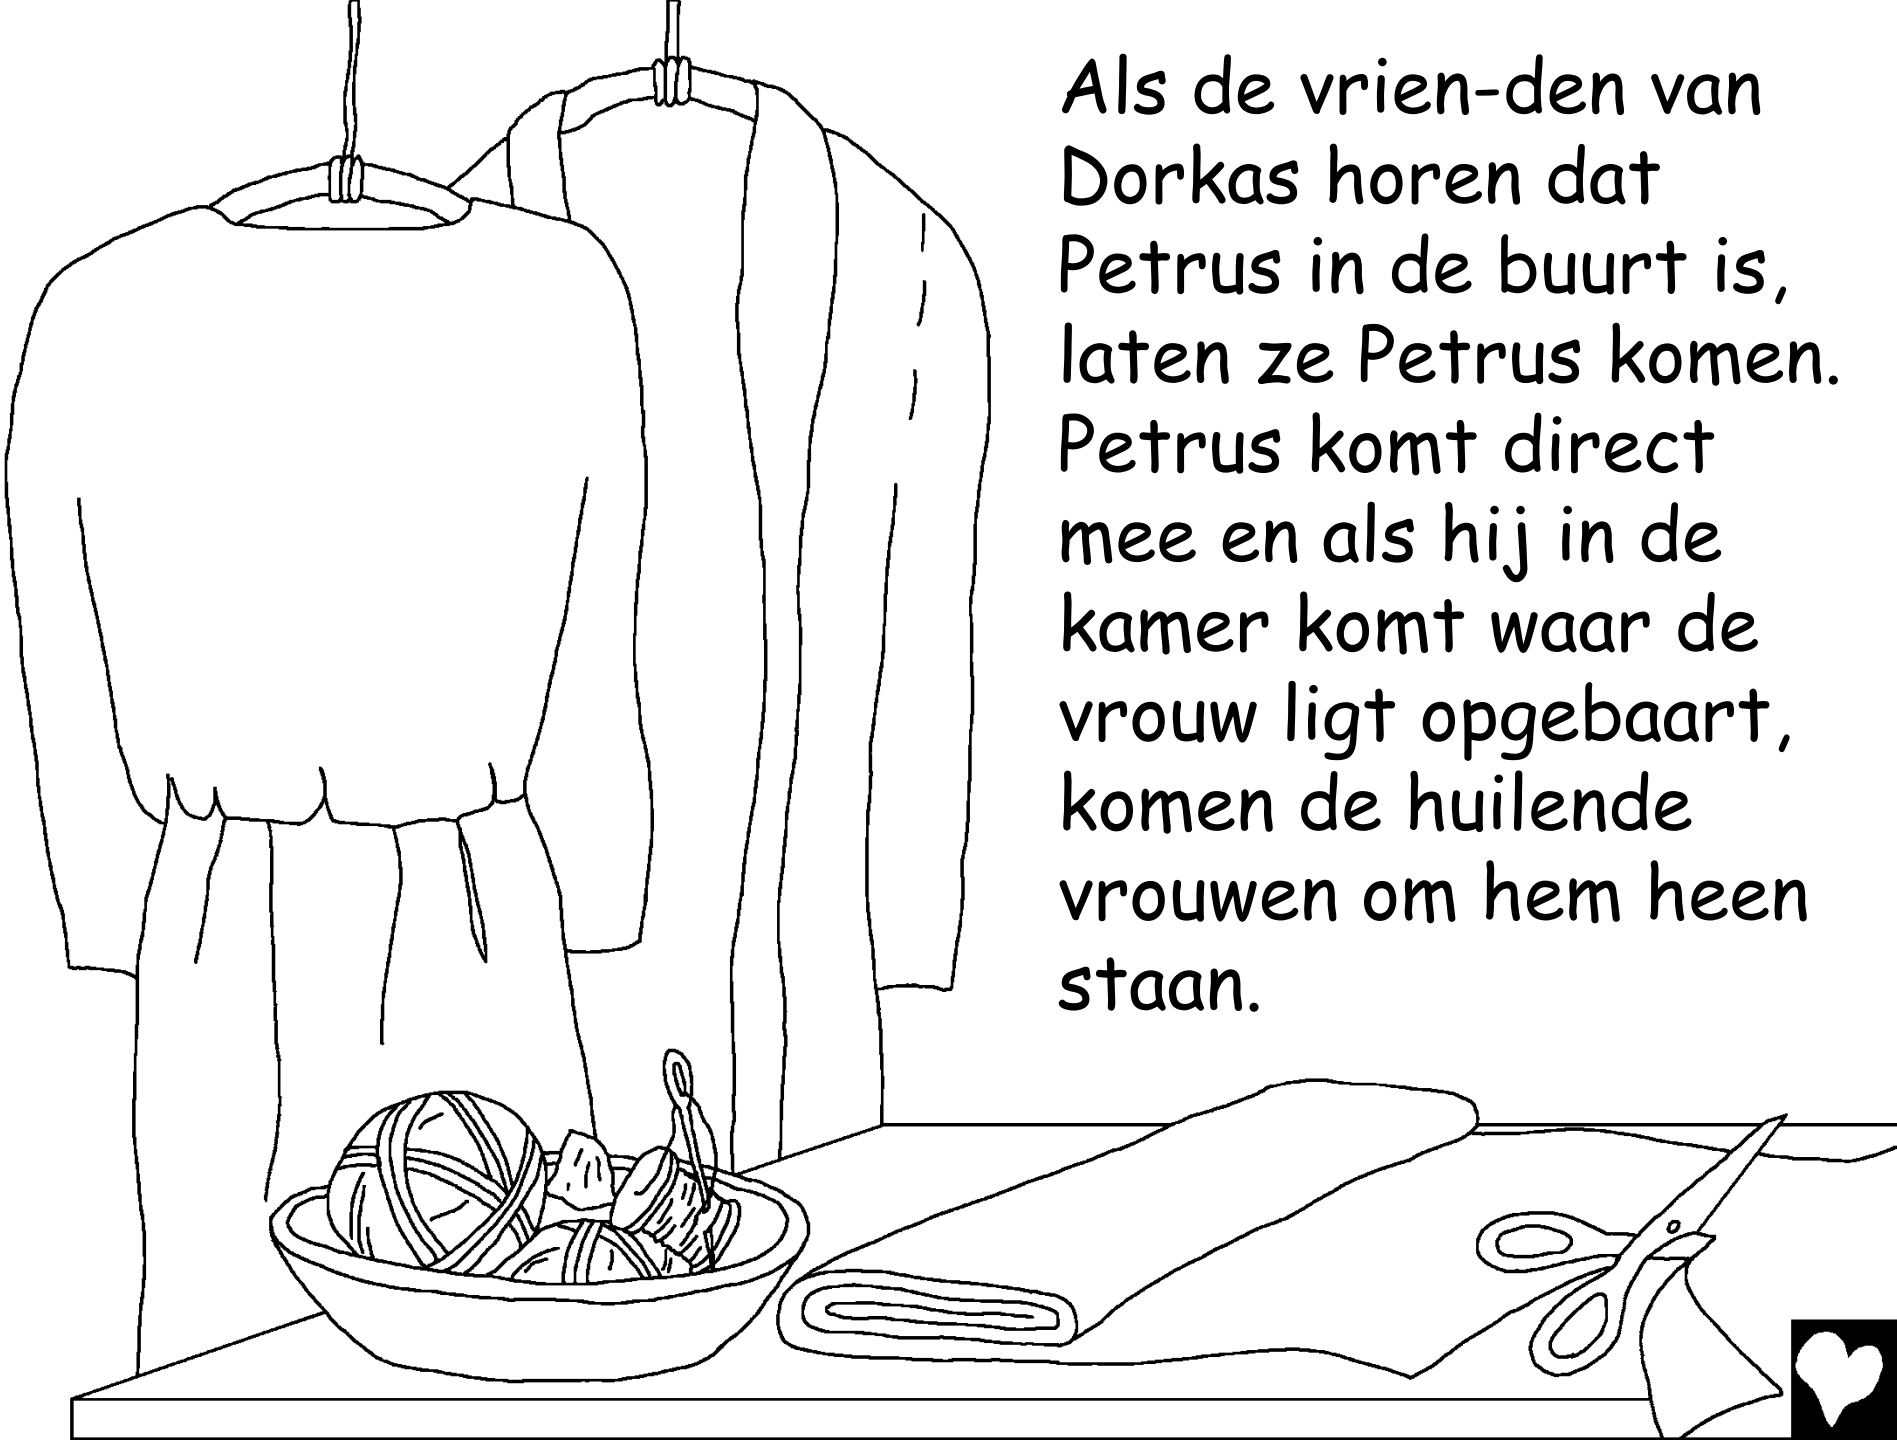 Als de vrien-den van
Dorkas horen dat
Petrus in de buurt is,
laten ze Petrus komen.
Petrus komt direct
mee en als hij in de
kamer komt waar de
vrouw ligt opgebaart,
komen de huilende
vrouwen om hem heen
staan.